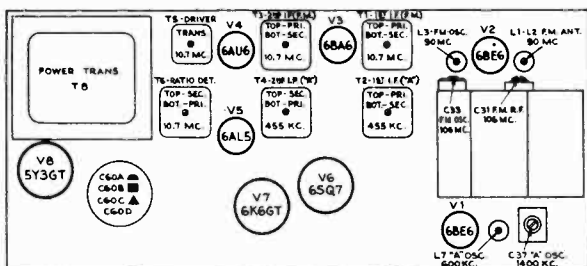 POWER TRANS
T8
T5-DRIVER
TRANS
10.7 MC.
V4
6AU6
T3-2ND I.F.(F.M.)
TOP-PRI.
BOT.-SEC.
10.7 MC.
V3
6BA6
T1-1ST I.F.(F.M.)
TOP-PRI.
BOT-SEC.
10.7 MC.
L3-FM OSC.
90 MC
V2
6BE6
L1-L2 F.M. ANT.
90 MC.
T6-RATIO DET.
TOP-SEC.
BOT-PRI.
10.7 MC.
V5
6AL5
T4-2ND I.F. ("A")
TOP-SEC.
BOT-PRI.
455 KC.
T2-1ST I.F. ("A")
TOP-PRI.
BOT-SEC.
455 KC.
C33
F.M. OSC.
106 MC.
C31 F.M. R.F.
106 MC.
V8
5Y3GT
C60A
C60B
C60C
C60D
V7
6K6GT
V6
6SQ7
V1
6BE6
L7 "A" OSC.
600 KC.
C37 "A" OSC.
1400 KC.